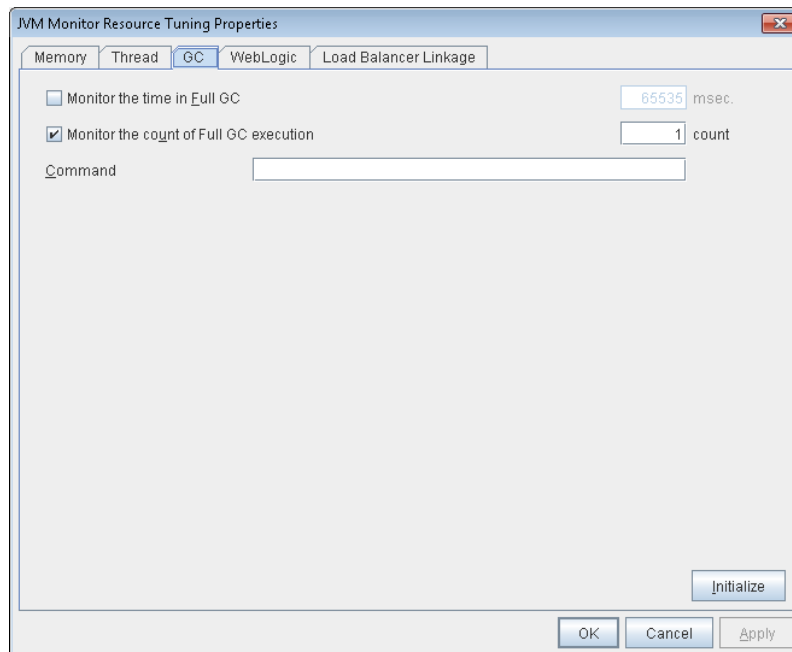 JVM Monitor Resource Tuning Properties
Memory Thread GC WebLogic Load Balancer Linkage
Monitor the time in Full GC 65535 msec.
Monitor the count of Full GC execution 1 count
Command
Initialize
OK Cancel Apply